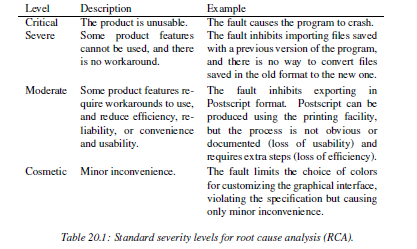 Level Description Example
Critical The product is unusable. The fault causes the program to crash.
Severe Some product features The fault inhibits importing files saved
cannot be used, and there with a previous version of the program,
is no workaround. and there is no way to convert files
saved in the old format to the new one.
Moderate Some product features re- The fault inhibits exporting in
quire workarounds to use, Postscript format. Postscript can be
and reduce efficiency, re- produced using the printing facility,
liability, or convenience but the process is not obvious or
and usability. documented (loss of usability) and
requires extra steps (loss of efficiency).
Cosmetic Minor inconvenience. The fault limits the choice of colors
for customizing the graphical interface,
violating the specification but causing
only minor inconvenience.
Table 20.1: Standard severity levels for root cause analysis (RCA).